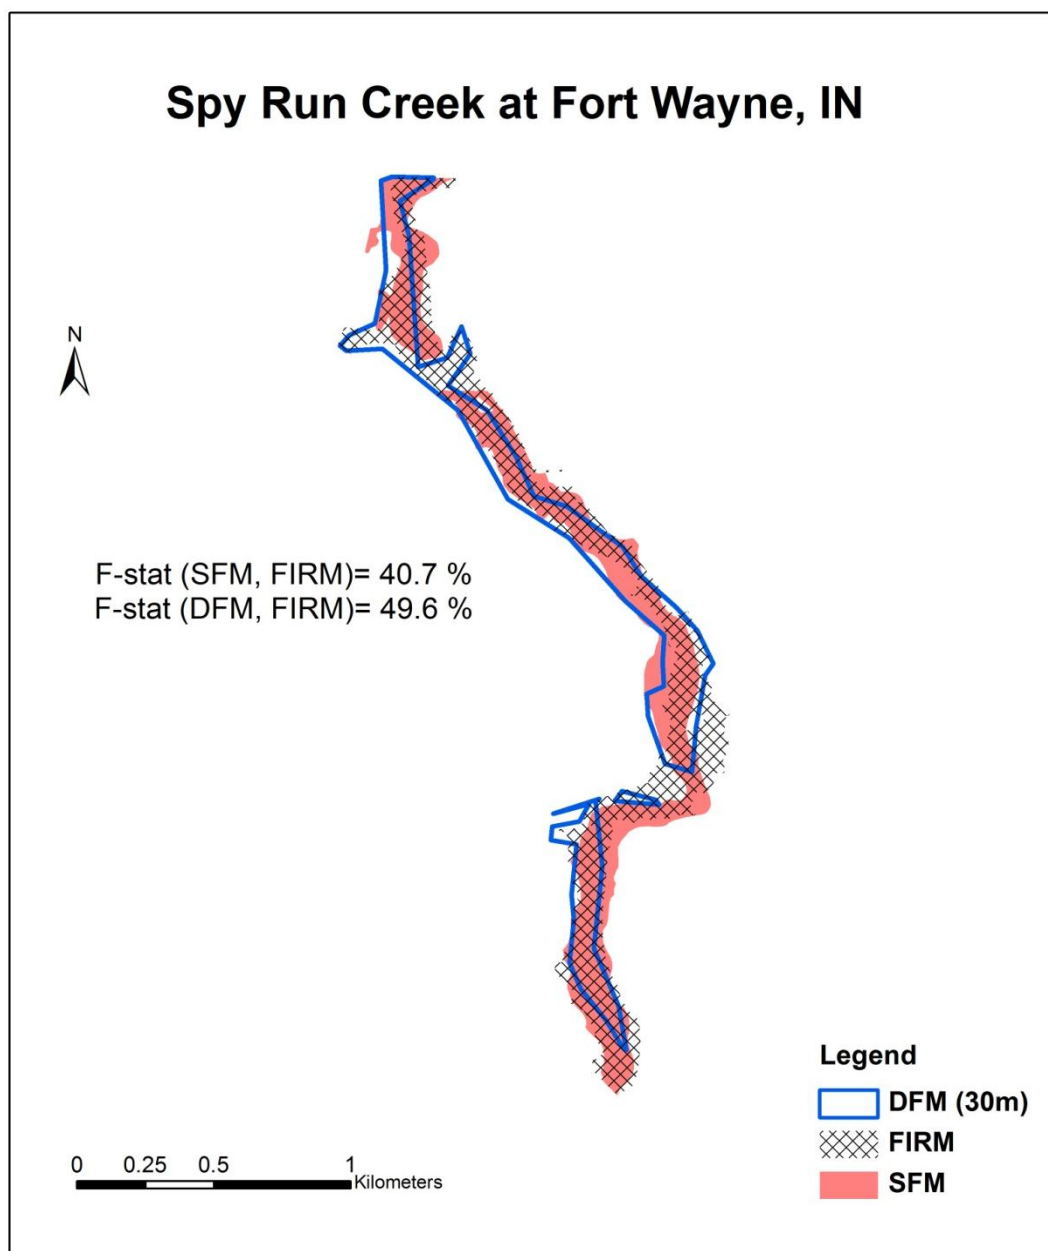 Spy Run Creek at Fort Wayne, IN
N
F-stat (SFM, FIRM)= 40.7 %
F-stat (DFM, FIRM)= 49.6 %
Legend
DFM (30m)
FIRM
SFM
0 0.25 0.5 1
Kilometers